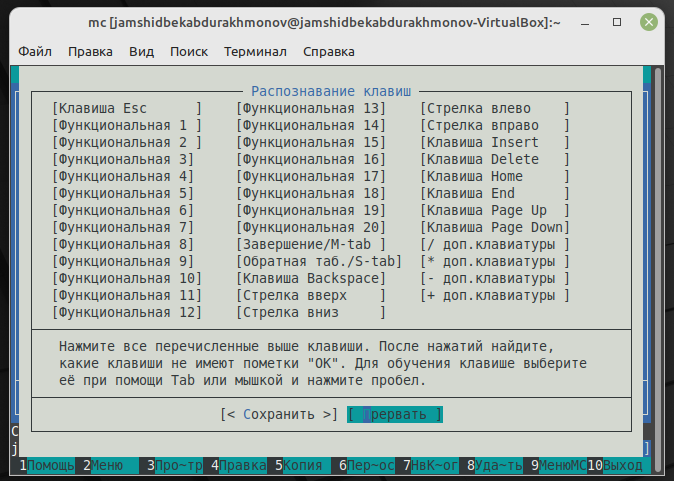 mc [jamshidbekabdurakhmonov@jamshidbekabdurakhmonov-VirtualBox]:~
Файл Правка Вид Поиск Терминал Справка
Распознавание клавиш
[Клавиша Esc ] [Функциональная 13] [Стрелка влево ]
[Функциональная 1 ] [Функциональная 14] [Стрелка вправо ]
[Функциональная 2 ] [Функциональная 15] [Клавиша Insert ]
[Функциональная 3] [Функциональная 16] [Клавиша Delete ]
[Функциональная 4] [Функциональная 17] [Клавиша Home ]
[Функциональная 5] [Функциональная 18] [Клавиша End ]
[Функциональная 6] [Функциональная 19] [Клавиша Page Up ]
[Функциональная 7] [Функциональная 20] [Клавиша Page Down]
[Функциональная 8] [Завершение/M-tab ] [/ доп.клавиатуры ]
[Функциональная 9] [Обратная таб./S-tab] [* доп.клавиатуры ]
[Функциональная 10] [Клавиша Backspace] [- доп.клавиатуры ]
[Функциональная 11] [Стрелка вверх ] [+ доп.клавиатуры ]
[Функциональная 12] [Стрелка вниз ]
Нажмите все перечисленные выше клавиши. После нажатий найдите,
какие клавиши не имеют пометки "ОК". Для обучения клавише выберите
её при помощи Tab или мышкой и нажмите пробел.
[< Сохранить >] [ Прервать ]
С
j ]
1Помощь 2Меню 3Про~тр 4Правка 5Копия 6Пер~ос 7НвК~ог 8Уда~ть 9МенюМС 10Выход